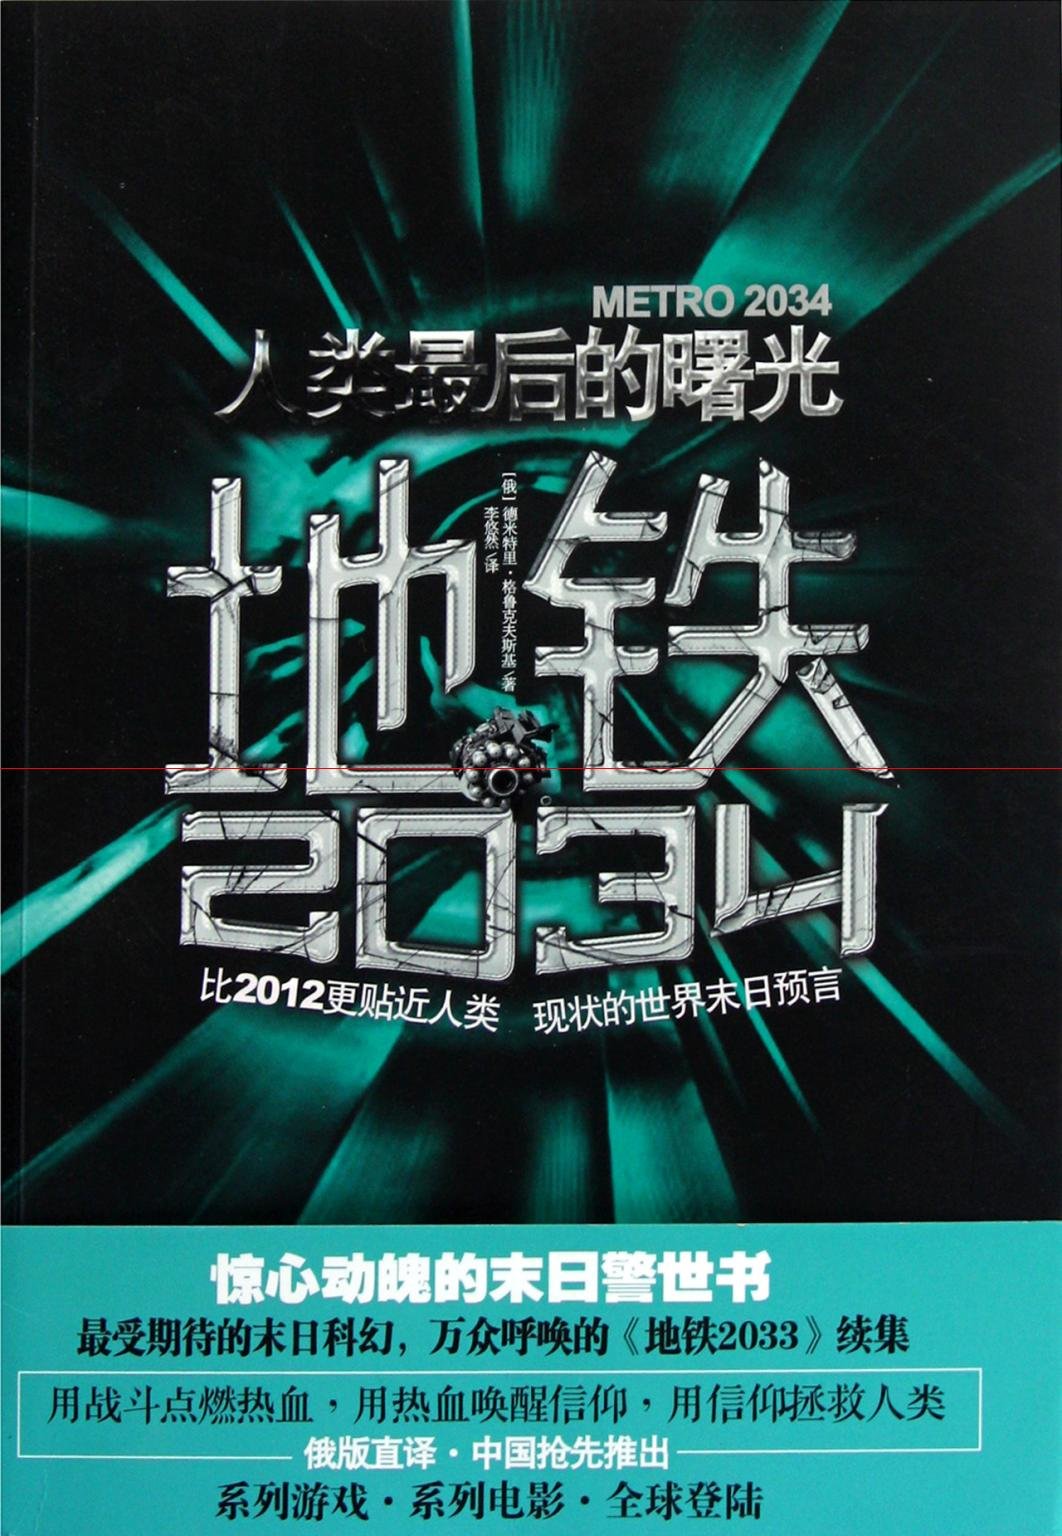 METRO 2034
人类最后的曙光
地铁
[俄] 德米特里·格鲁克夫斯基/著
李悠然/译
2034
比2012更贴近人类 现状的世界末日预言
惊心动魄的末日警世书
最受期待的末日科幻，万众呼唤的《地铁2033》续集
用战斗点燃热血，用热血唤醒信仰，用信仰拯救人类
俄版直译·中国抢先推出
系列游戏·系列电影·全球登陆